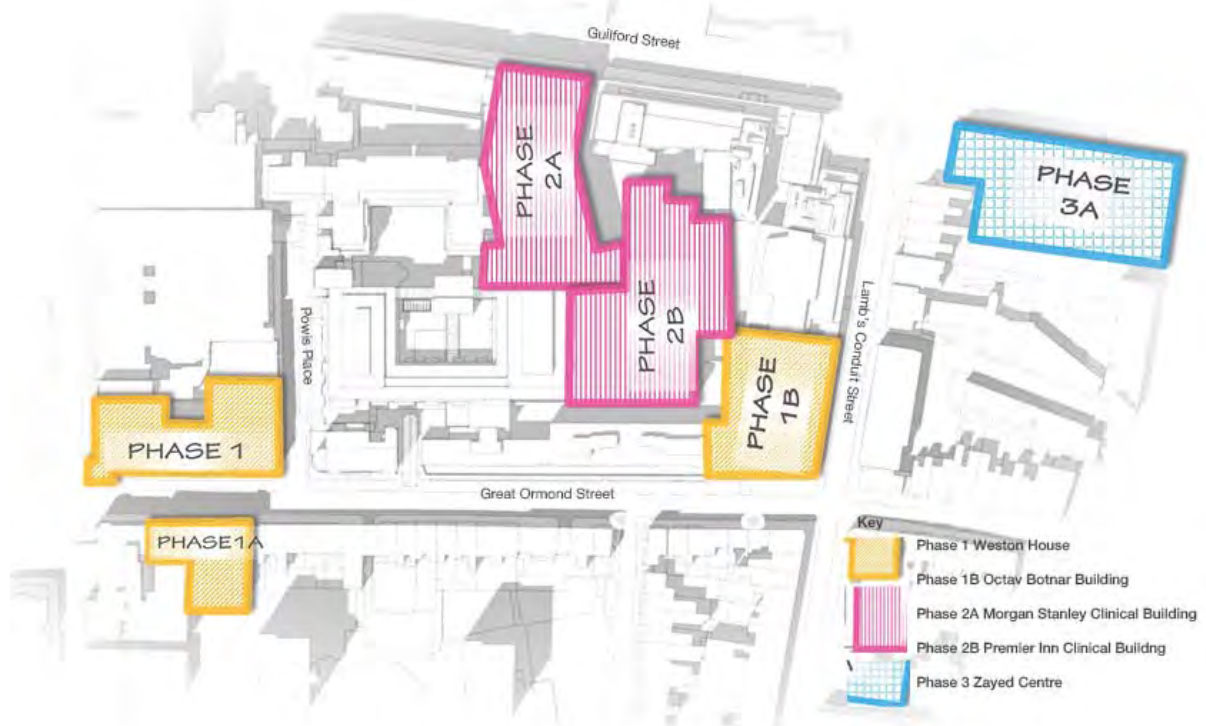 Guilford Street
PHASE
2A
PHASE
3A
PHASE
2B
Powis Place
Lamb's Conduit Street
PHASE
1B
PHASE 1
Great Ormond Street
PHASE1A
Key
Phase 1 Weston House
Phase 1B Octav Botnar Building
Phase 2A Morgan Stanley Clinical Building
Phase 2B Premier Inn Clinical Buildng
Phase 3 Zayed Centre